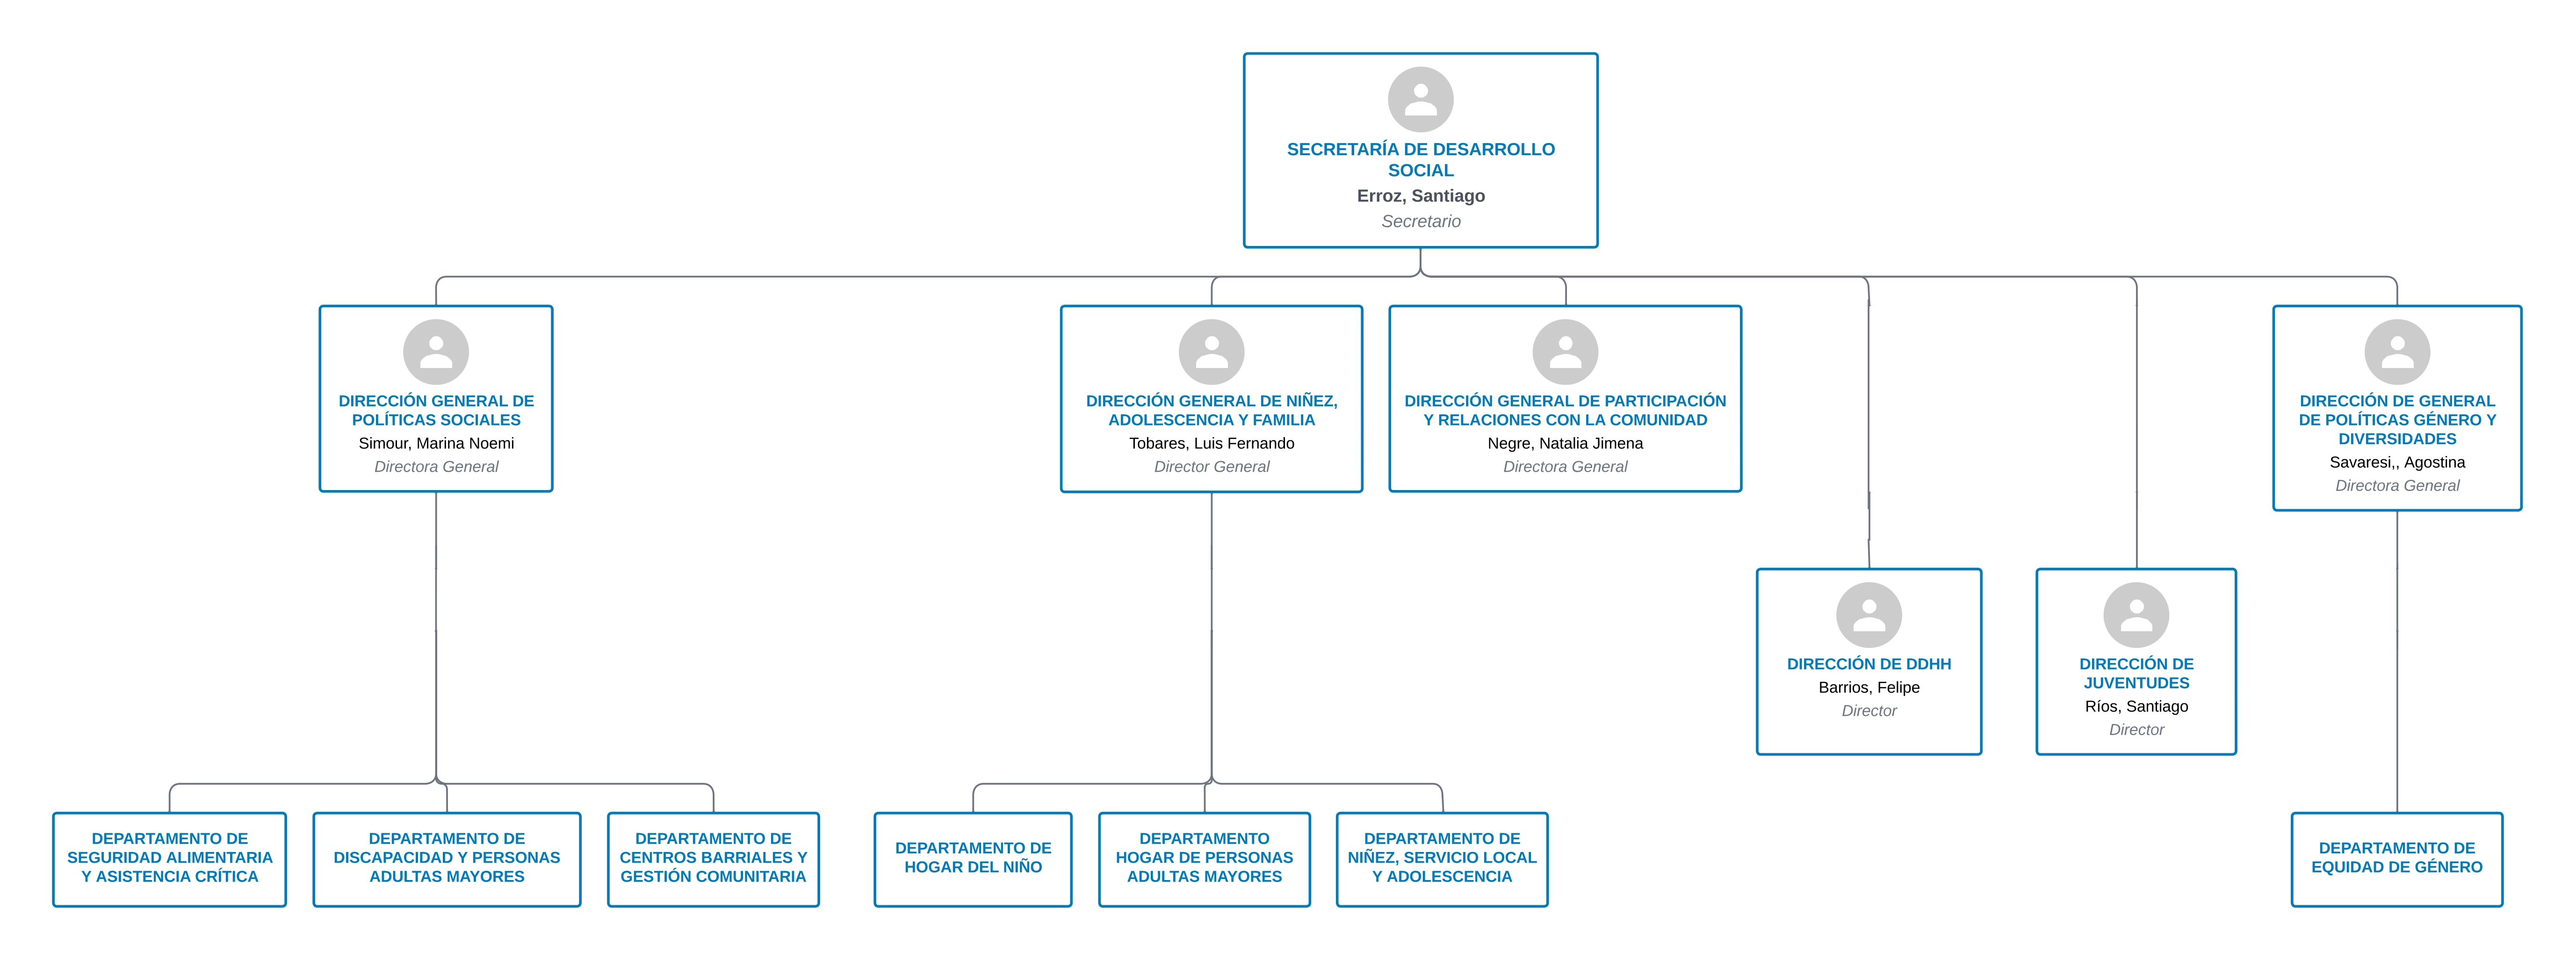 SECRETARÍA DE DESARROLLO
SOCIAL
Erroz, Santiago
Secretario
DIRECCIÓN GENERAL DE
POLÍTICAS SOCIALES
Simour, Marina Noemi
Directora General
DIRECCIÓN GENERAL DE NIÑEZ,
ADOLESCENCIA Y FAMILIA
Tobares, Luis Fernando
Director General
DIRECCIÓN GENERAL DE PARTICIPACIÓN
Y RELACIONES CON LA COMUNIDAD
Negre, Natalia Jimena
Directora General
DIRECCIÓN DE GENERAL
DE POLÍTICAS GÉNERO Y
DIVERSIDADES
Savaresi,, Agostina
Directora General
DIRECCIÓN DE DDHH
Barrios, Felipe
Director
DIRECCIÓN DE
JUVENTUDES
Ríos, Santiago
Director
DEPARTAMENTO DE
SEGURIDAD ALIMENTARIA
Y ASISTENCIA CRÍTICA
DEPARTAMENTO DE
DISCAPACIDAD Y PERSONAS
ADULTAS MAYORES
DEPARTAMENTO DE
CENTROS BARRIALES Y
GESTIÓN COMUNITARIA
DEPARTAMENTO DE
HOGAR DEL NIÑO
DEPARTAMENTO
HOGAR DE PERSONAS
ADULTAS MAYORES
DEPARTAMENTO DE
NIÑEZ, SERVICIO LOCAL
Y ADOLESCENCIA
DEPARTAMENTO DE
EQUIDAD DE GÉNERO